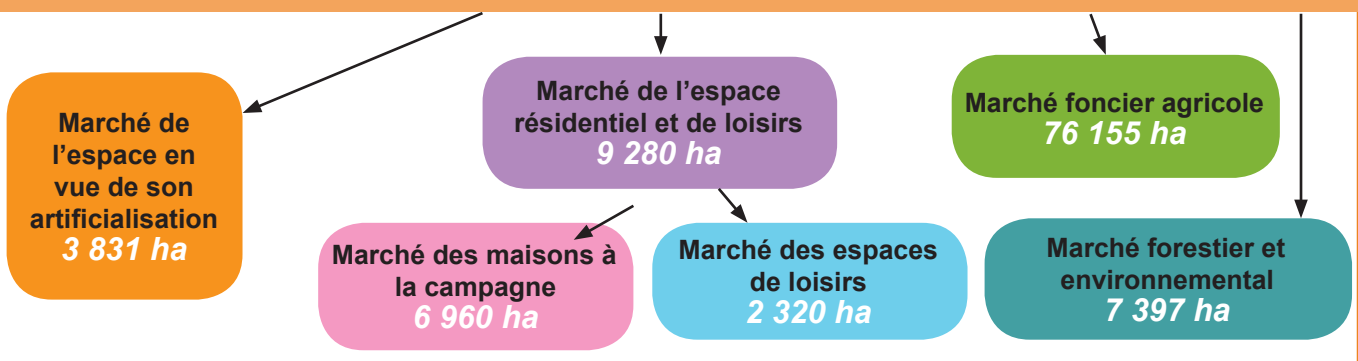 Marché de
l’espace en
vue de son
artificialisation
3 831 ha
Marché de l’espace
résidentiel et de loisirs
9 280 ha
Marché foncier agricole
76 155 ha
Marché des maisons à
la campagne
6 960 ha
Marché des espaces
de loisirs
2 320 ha
Marché forestier et
environnemental
7 397 ha